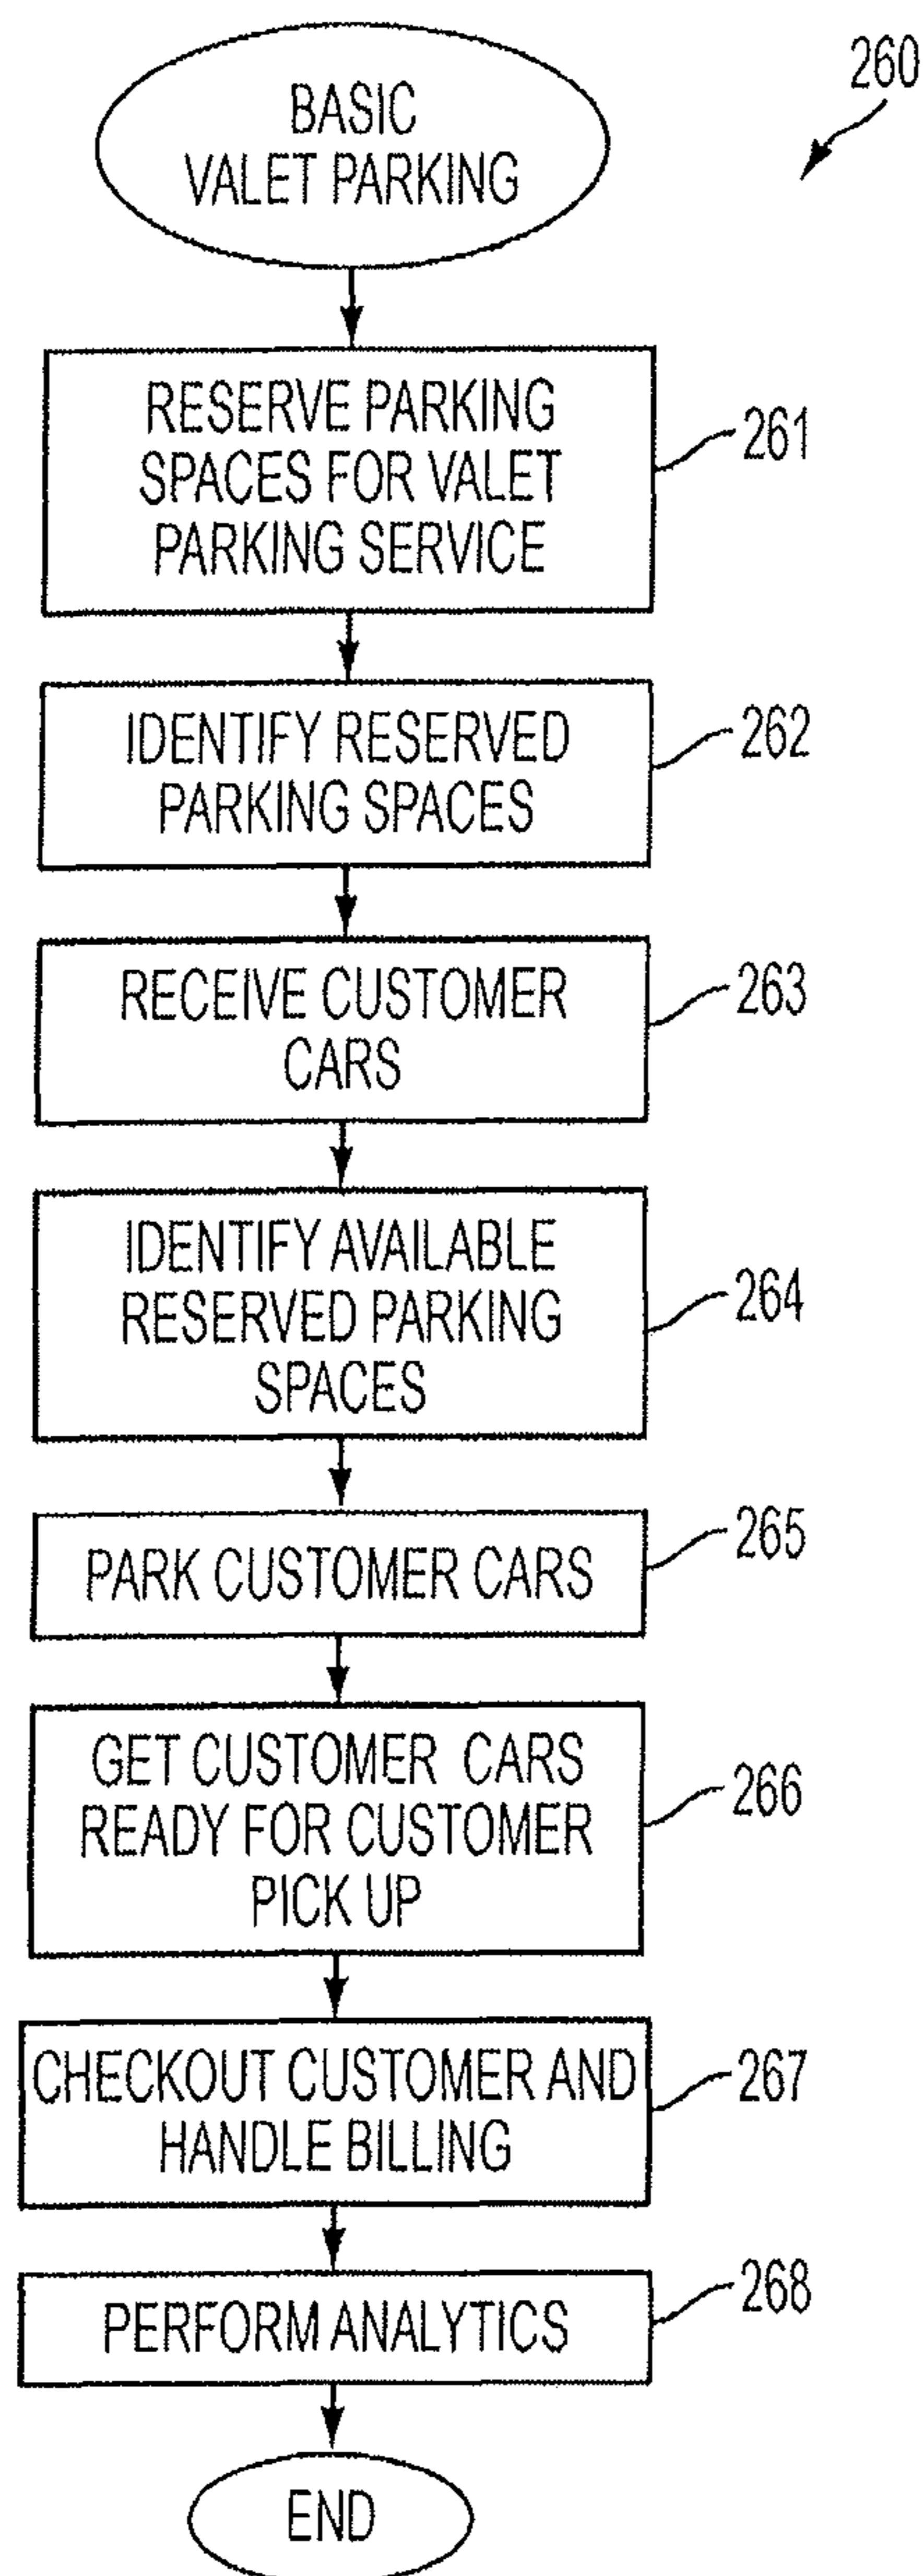 BASIC
VALET PARKING
260
RESERVE PARKING
SPACES FOR VALET
PARKING SERVICE
261
IDENTIFY RESERVED
PARKING SPACES
262
RECEIVE CUSTOMER
CARS
263
IDENTIFY AVAILABLE
RESERVED PARKING
SPACES
264
PARK CUSTOMER CARS
265
GET CUSTOMER CARS
READY FOR CUSTOMER
PICK UP
266
CHECKOUT CUSTOMER AND
HANDLE BILLING
267
PERFORM ANALYTICS
268
END